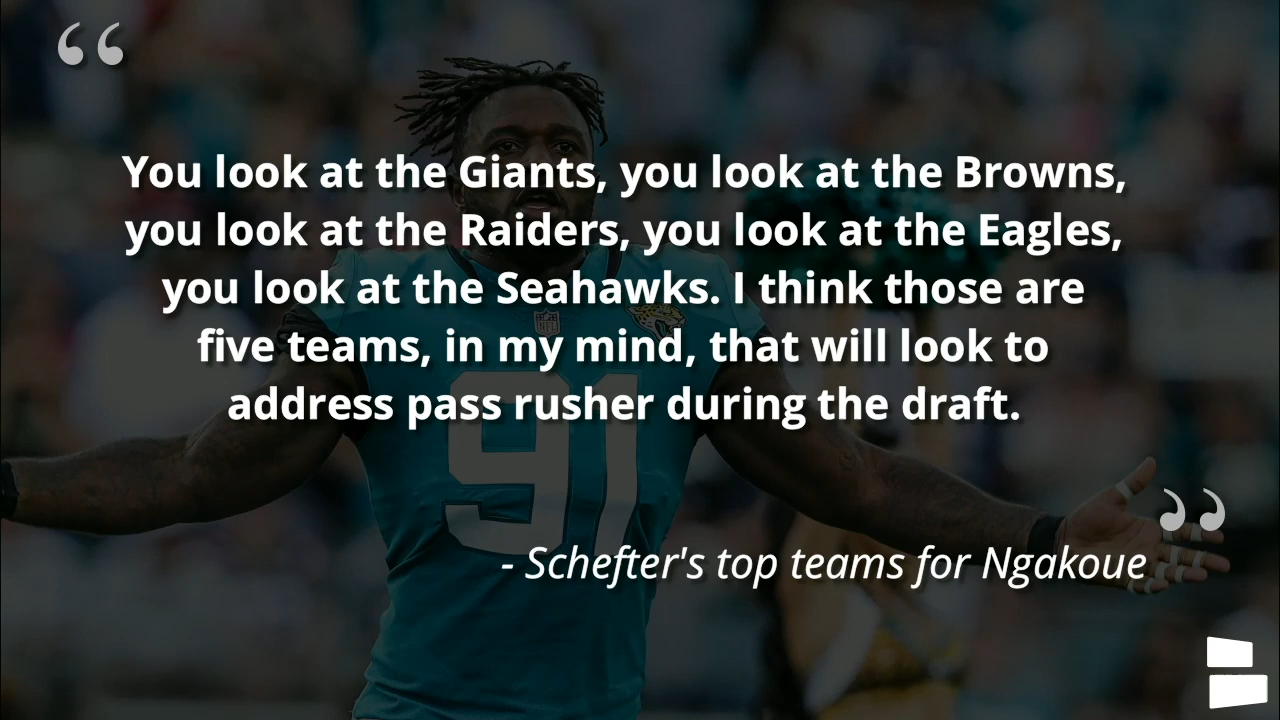 “
You look at the Giants, you look at the Browns,
you look at the Raiders, you look at the Eagles,
you look at the Seahawks. I think those are
five teams, in my mind, that will look to
address pass rusher during the draft.
”
- Schefter's top teams for Ngakoue
91